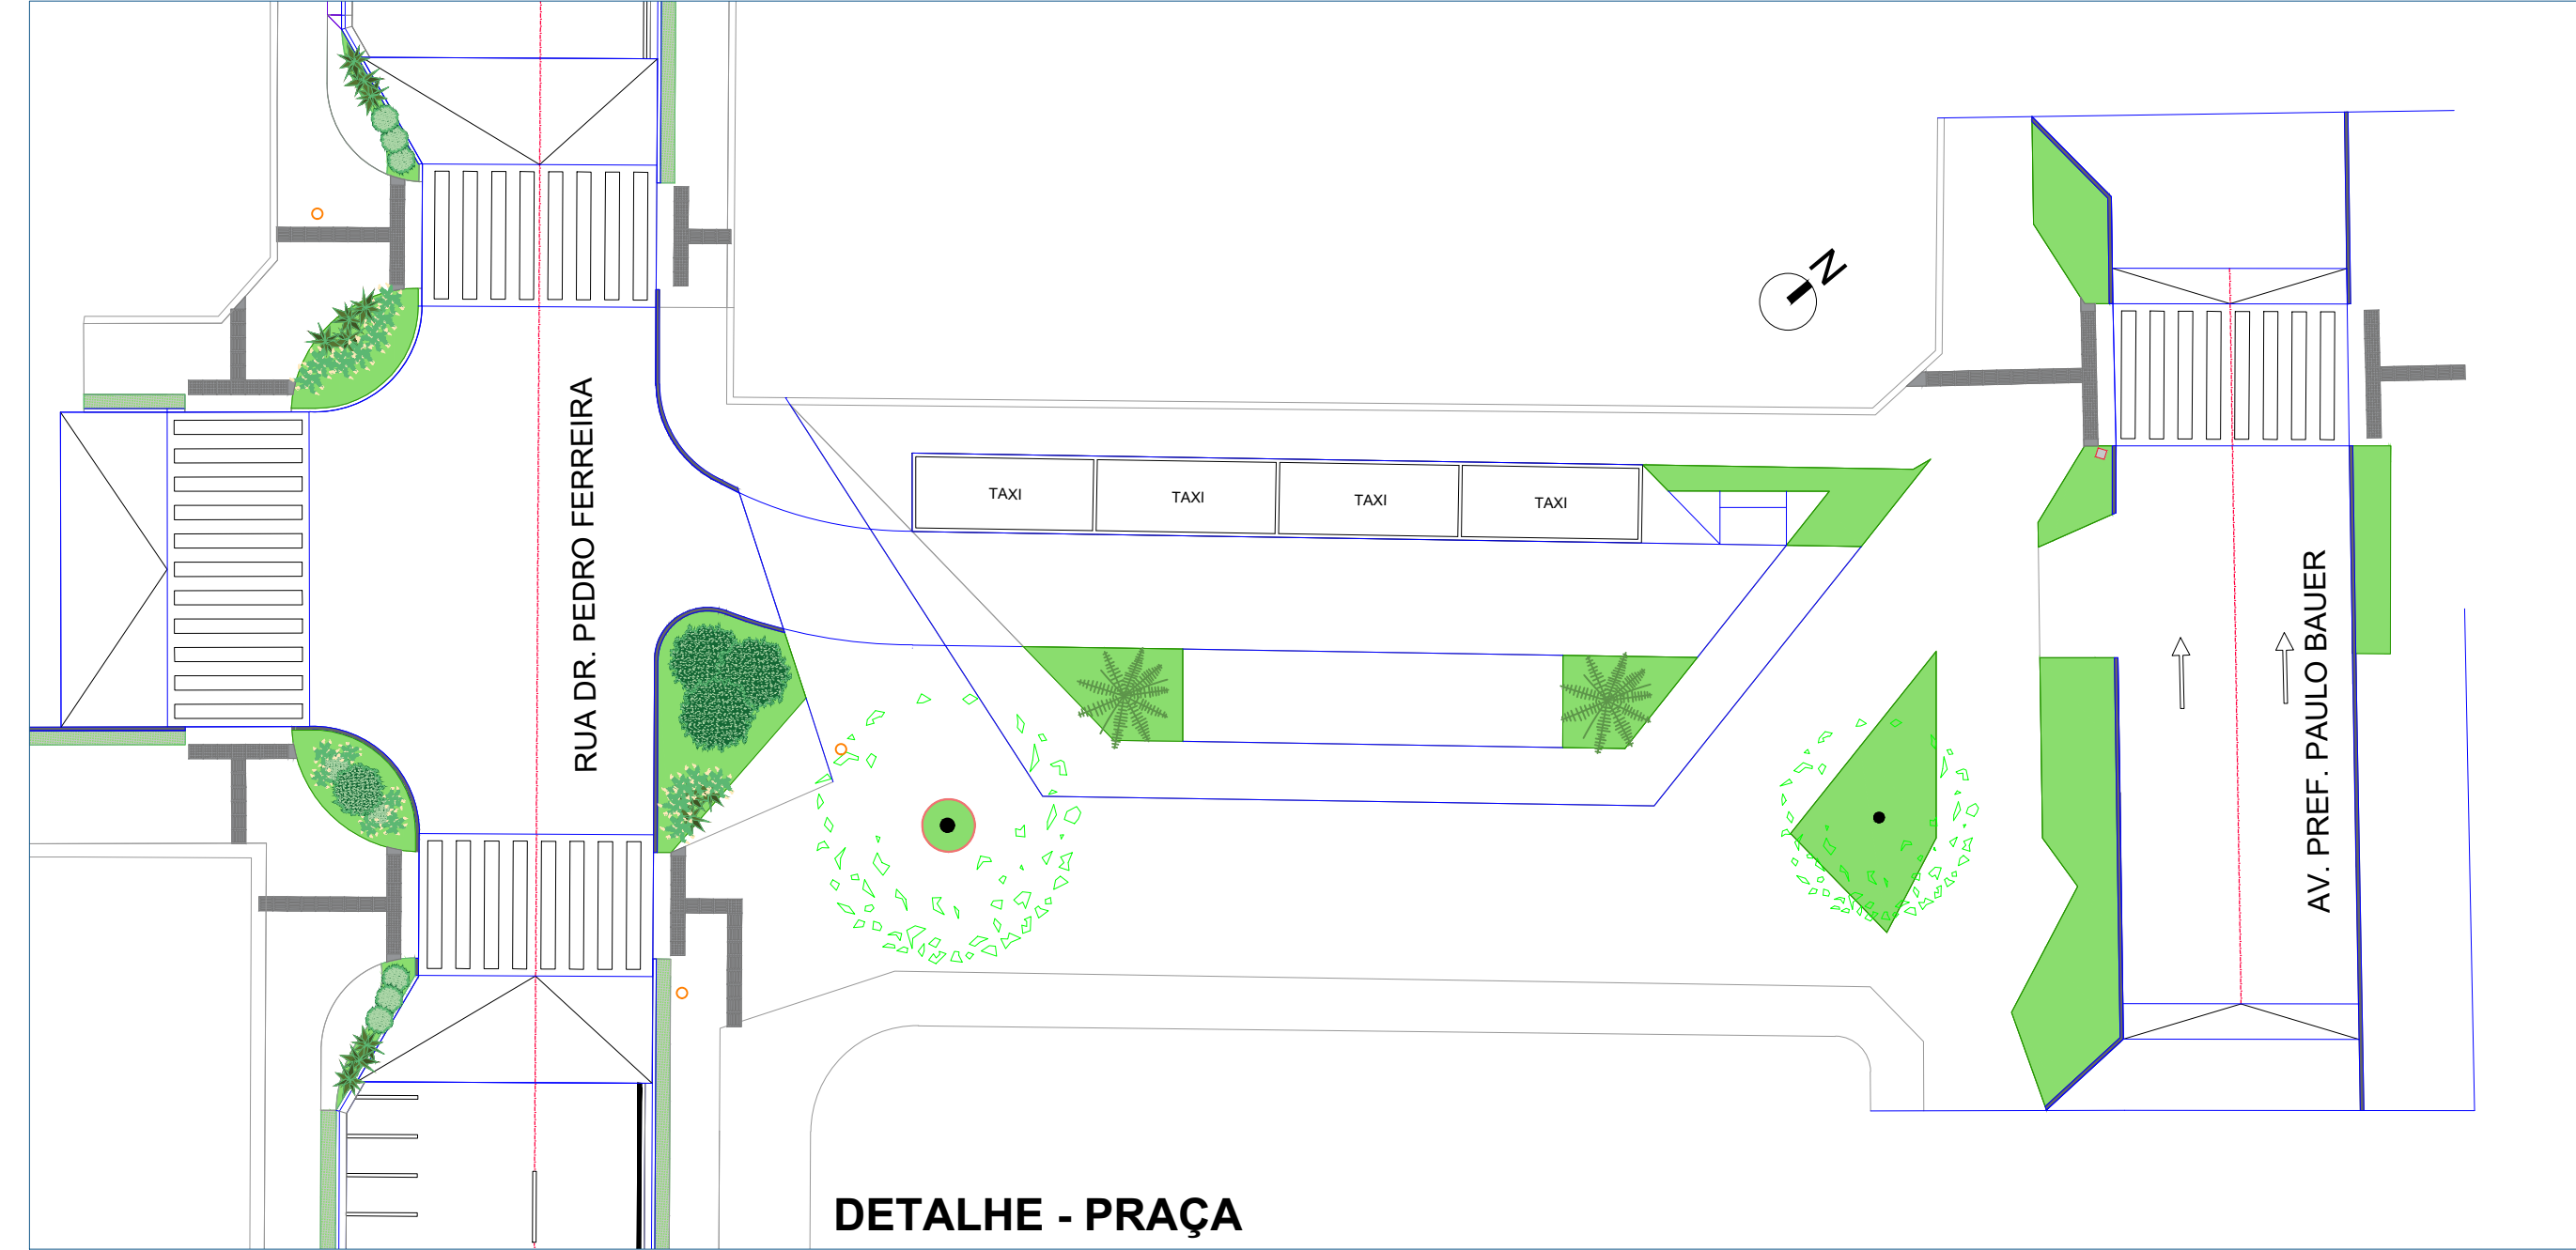 N
TAXI
TAXI
TAXI
TAXI
RUA DR. PEDRO FERREIRA
AV. PREF. PAULO BAUER
DETALHE - PRAÇA